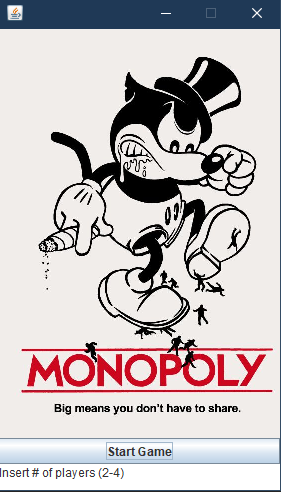 MONOPOLY
Big means you don't have to share.
Start Game
Insert # of players (2-4)